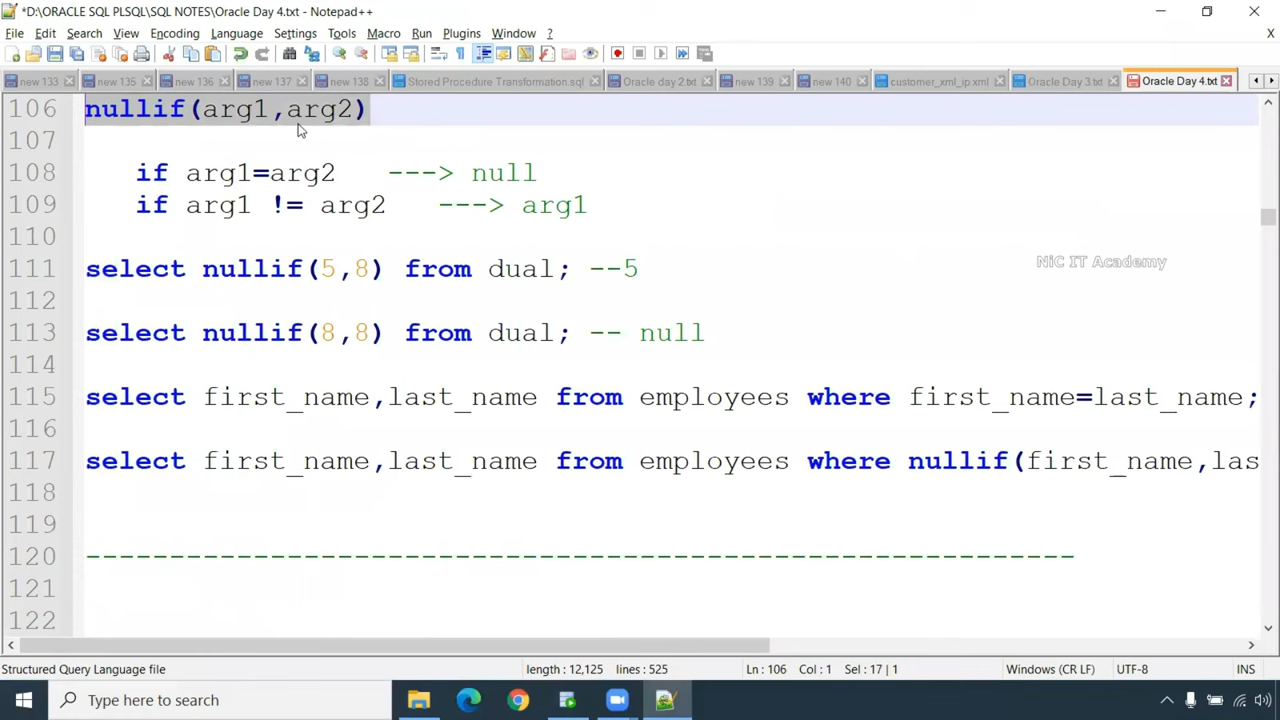 *D:\ORACLE SQL PLSQL\SQL NOTES\Oracle Day 4.txt - Notepad++
File Edit Search View Encoding Language Settings Tools Macro Run Plugins Window ? X
new 133 new 135 new 136 new 137 new 138 Stored Procedure Transformation.sql Oracle day 2.txt new 139 new 140 customer_xml_ip.xml Oracle Day 3.txt Oracle Day 4.txt
106 nullif(arg1,arg2)
107
108 if arg1=arg2 ---> null
109 if arg1 != arg2 ---> arg1
110
111 select nullif(5,8) from dual; --5
NiC IT Academy
112
113 select nullif(8,8) from dual; -- null
114
115 select first_name,last_name from employees where first_name=last_name;
116
117 select first_name,last_name from employees where nullif(first_name,las
118
119
120 -----------------------------------------------------------
121
122
Structured Query Language file length : 12,125 lines : 525 Ln : 106 Col : 1 Sel : 17 | 1 Windows (CR LF) UTF-8 INS
Type here to search